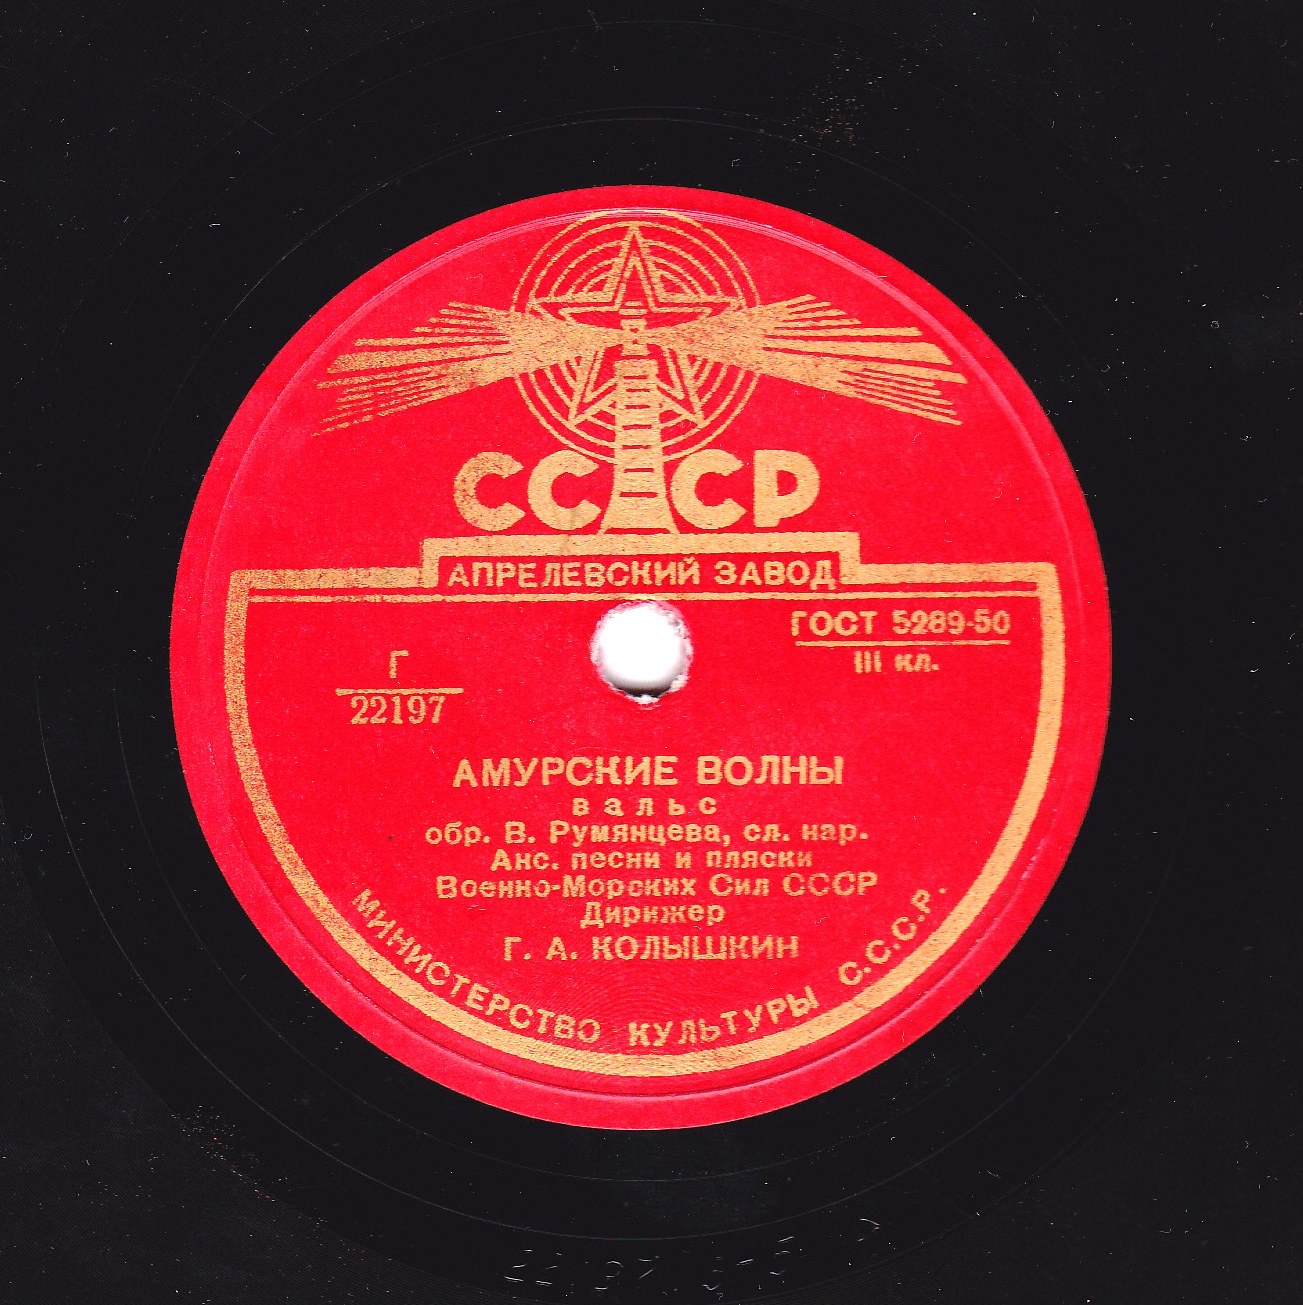 СССР
АПРЕЛЕВСКИЙ ЗАВОД
ГОСТ 5289-50
III кл.
Г
22197
АМУРСКИЕ ВОЛНЫ
вальс
обр. В. Румянцева, сл. нар.
Анс. песни и пляски
Военно-Морских Сил СССР
Дирижер
Г. А. КОЛЫШКИН
МИНИСТЕРСТВО КУЛЬТУРЫ С.С.С.Р.